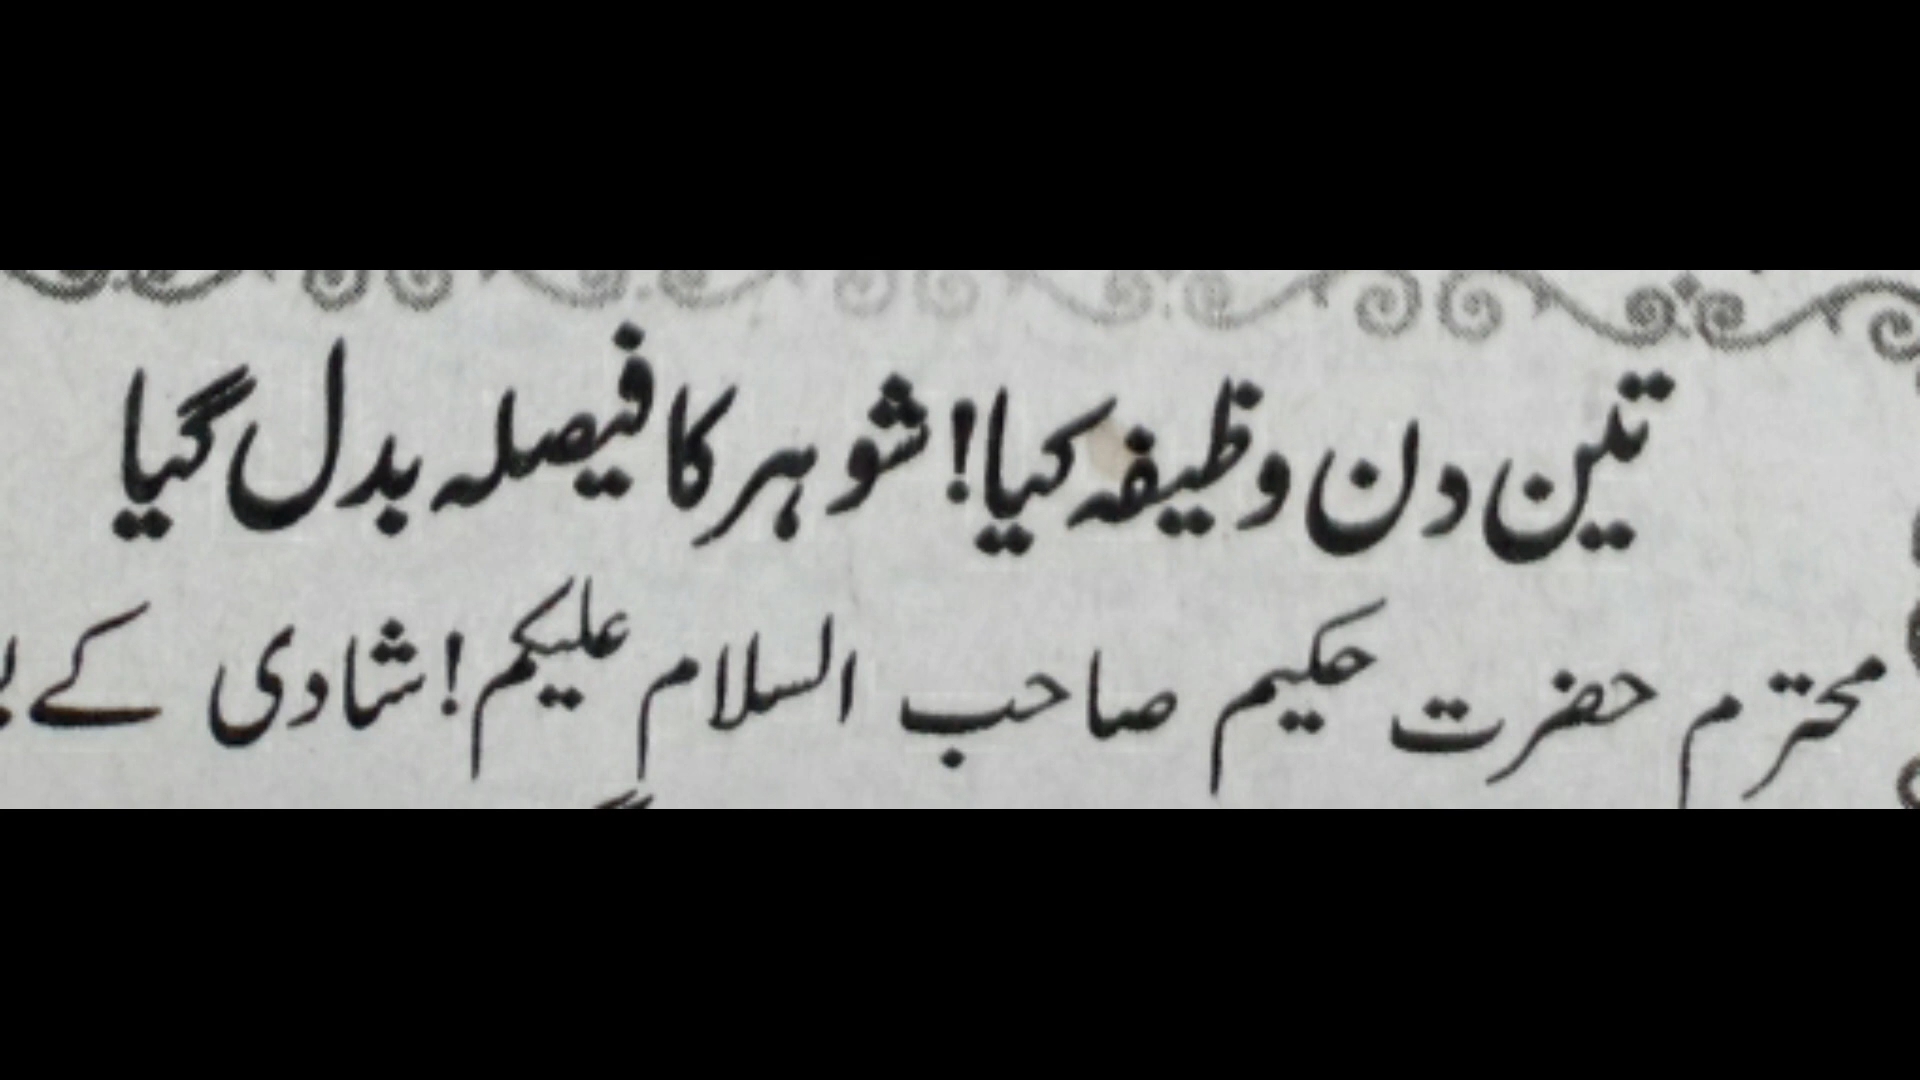 تین دن وظیفہ کیا! شوہر کا فیصلہ بدل گیا
محترم حضرت حکیم صاحب السلام علیکم! شادی کے